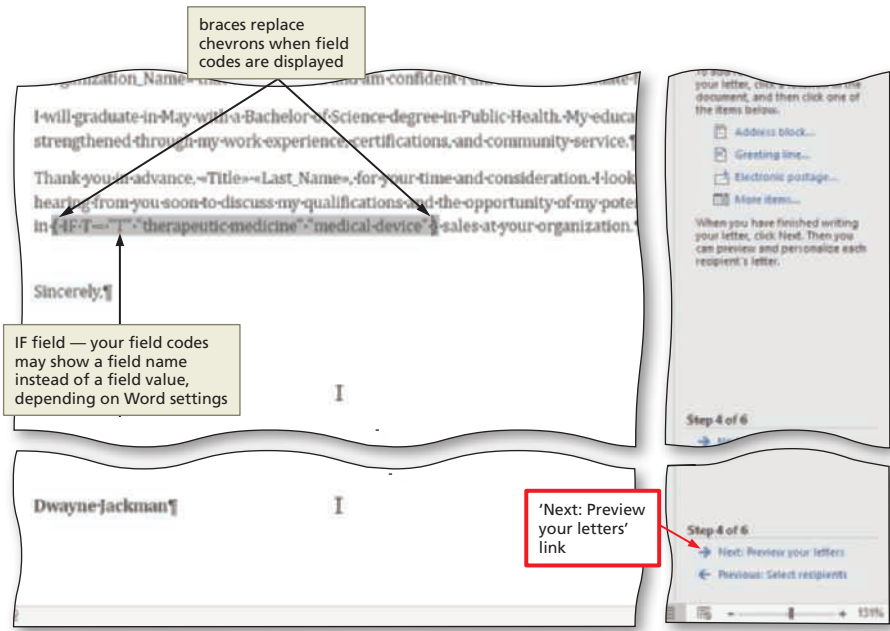 braces replace
chevrons when field
codes are displayed
I·will·graduate·in·May·with·a·Bachelor·of·Science·degree·in·Public·Health.·My·educa
strengthened·through·my·work·experience,·certifications,·and·community·service.¶
Thank·you·in·advance,·«Title»·«Last_Name»,·for·your·time·and·consideration.·I·look
hearing·from·you·soon·to·discuss·my·qualifications·and·the·opportunity·of·my·pote
in·{·IF·T·=·"T"·"therapeutic·medicine"·"medical·device"·}·sales·at·your·organization.¶
Sincerely,¶
IF field — your field codes
may show a field name
instead of a field value,
depending on Word settings
Dwayne·Jackman¶
your letter, click a location in the
document, and then click one of
the items below.
Address block...
Greeting line...
Electronic postage...
More items...
When you have finished writing
your letter, click Next. Then you
can preview and personalize each
recipient's letter.
Step 4 of 6
'Next: Preview
your letters'
link
Step 4 of 6
Next: Preview your letters
Previous: Select recipients
131%